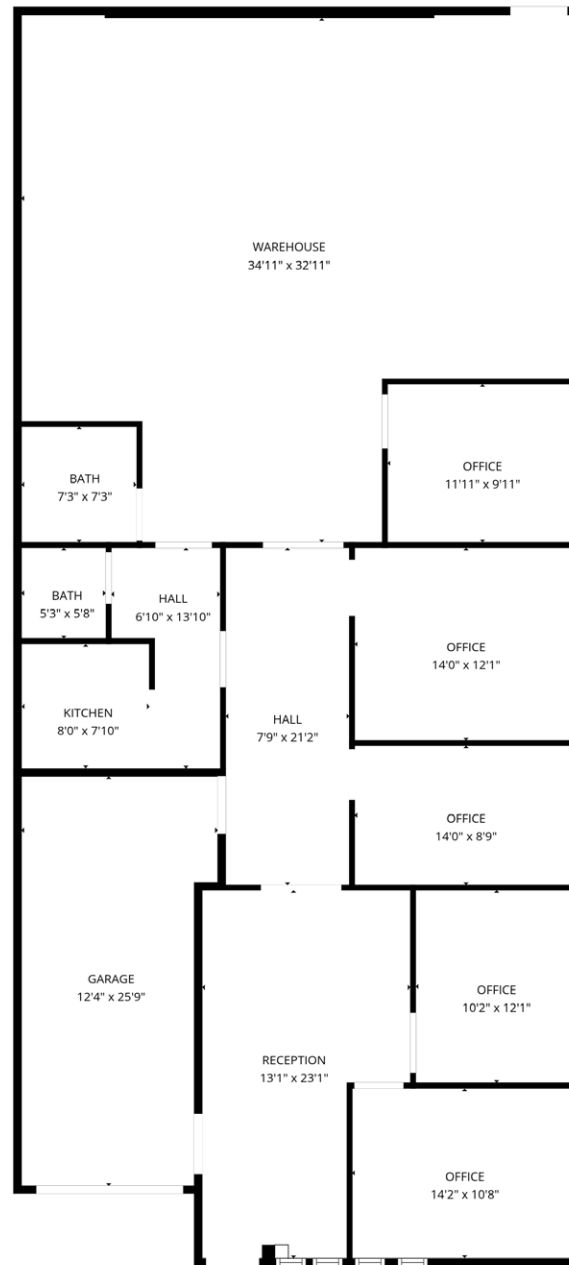 WAREHOUSE
34'11" x 32'11"
OFFICE
11'11" x 9'11"
BATH
7'3" x 7'3"
BATH
5'3" x 5'8"
HALL
6'10" x 13'10"
OFFICE
14'0" x 12'1"
KITCHEN
8'0" x 7'10"
HALL
7'9" x 21'2"
OFFICE
14'0" x 8'9"
GARAGE
12'4" x 25'9"
OFFICE
10'2" x 12'1"
RECEPTION
13'1" x 23'1"
OFFICE
14'2" x 10'8"